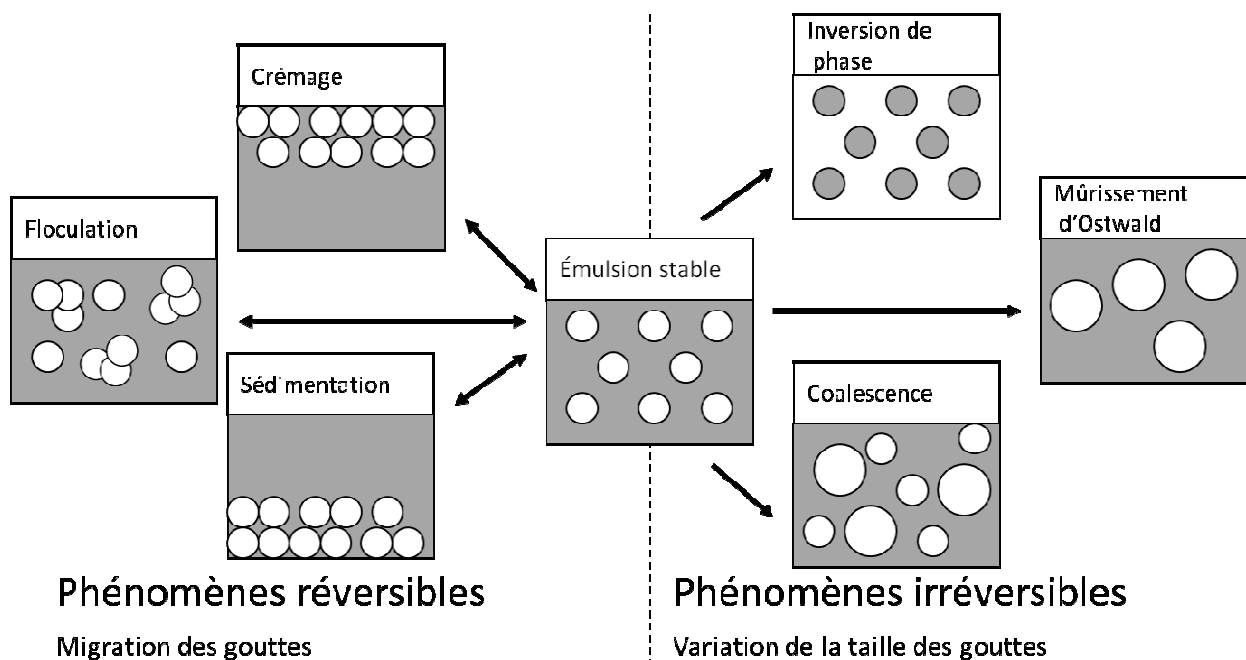 Crémage
Floculation
Sédimentation
Émulsion stable
Inversion de
phase
Mûrissement
d'Ostwald
Coalescence
Phénomènes réversibles
Migration des gouttes
Phénomènes irréversibles
Variation de la taille des gouttes